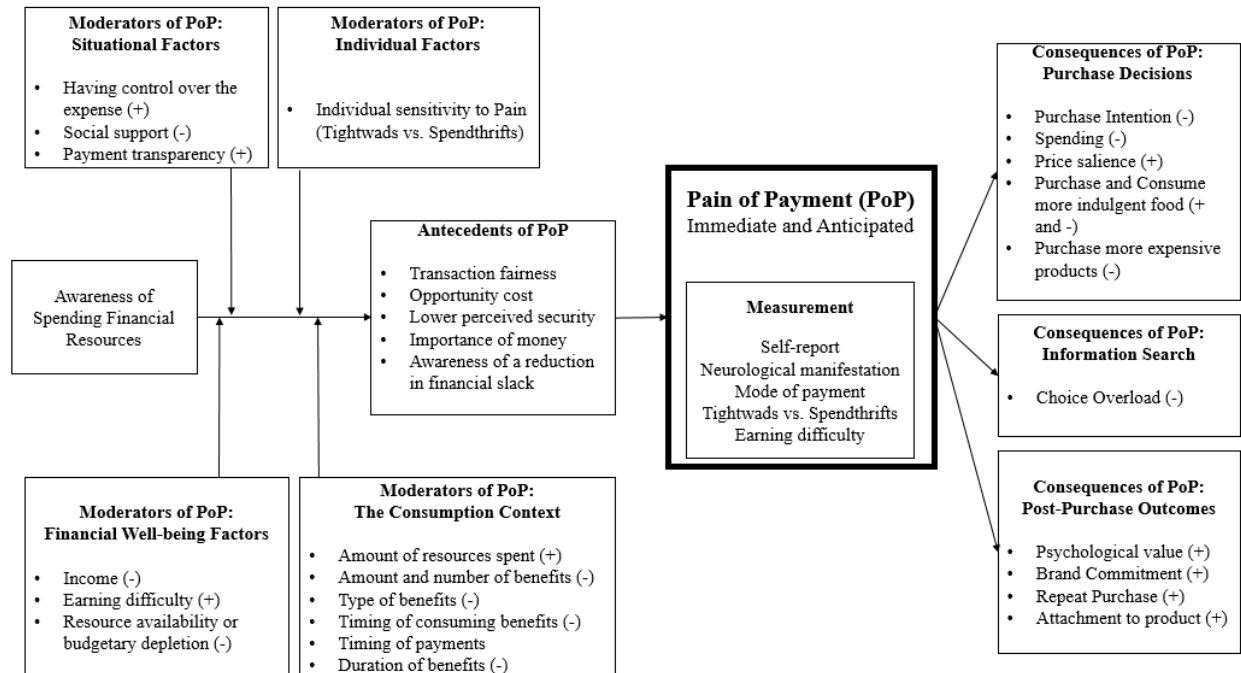 Moderators of PoP:
Situational Factors
• Having control over the
expense (+)
• Social support (-)
• Payment transparency (+)
Moderators of PoP:
Individual Factors
• Individual sensitivity to Pain
(Tightwads vs. Spendthrifts)
Awareness of
Spending Financial
Resources
Antecedents of PoP
• Transaction fairness
• Opportunity cost
• Lower perceived security
• Importance of money
• Awareness of a reduction
in financial slack
Moderators of PoP:
Financial Well-being Factors
• Income (-)
• Earning difficulty (+)
• Resource availability or
budgetary depletion (-)
Moderators of PoP:
The Consumption Context
• Amount of resources spent (+)
• Amount and number of benefits (-)
• Type of benefits (-)
• Timing of consuming benefits (-)
• Timing of payments
• Duration of benefits (-)
Pain of Payment (PoP)
Immediate and Anticipated
Measurement
Self-report
Neurological manifestation
Mode of payment
Tightwads vs. Spendthrifts
Earning difficulty
Consequences of PoP:
Purchase Decisions
• Purchase Intention (-)
• Spending (-)
• Price salience (+)
• Purchase and Consume
more indulgent food (+
and -)
• Purchase more expensive
products (-)
Consequences of PoP:
Information Search
• Choice Overload (-)
Consequences of PoP:
Post-Purchase Outcomes
• Psychological value (+)
• Brand Commitment (+)
• Repeat Purchase (+)
• Attachment to product (+)